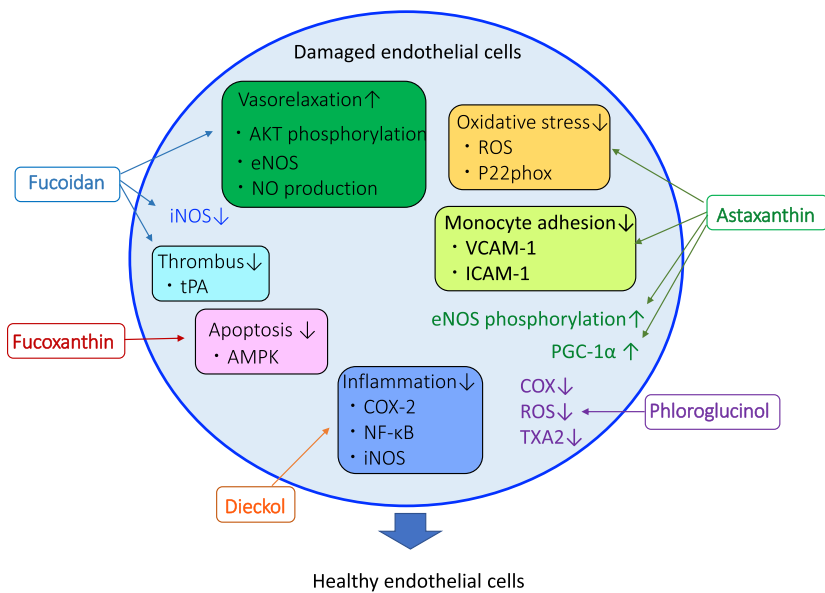 Damaged endothelial cells
Vasorelaxation↑
・AKT phosphorylation
・eNOS
・NO production
Oxidative stress↓
・ROS
・P22phox
Fucoidan
iNOS↓
Astaxanthin
Monocyte adhesion↓
・VCAM-1
・ICAM-1
Thrombus↓
・tPA
eNOS phosphorylation↑
Fucoxanthin
Apoptosis ↓
・AMPK
PGC-1α ↑
Inflammation↓
・COX-2
・NF-κB
・iNOS
COX↓
ROS↓
TXA2↓
Phloroglucinol
Dieckol
Healthy endothelial cells